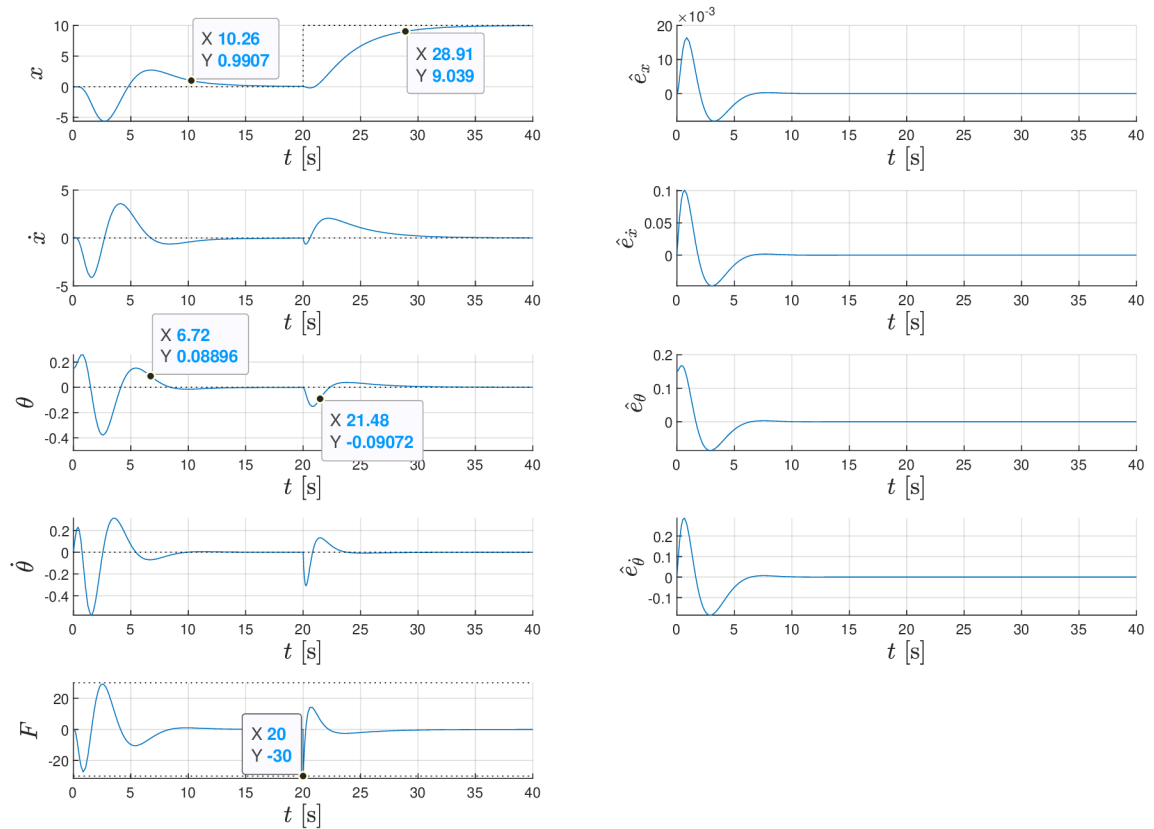 10
5
0
-5
x
X 10.26
Y 0.9907
X 28.91
Y 9.039
0 5 10 15 20 25 30 35 40
t [s]
5
0
-5
ẋ
0 5 10 15 20 25 30 35 40
t [s]
0.2
0
-0.2
-0.4
θ
X 6.72
Y 0.08896
X 21.48
Y -0.09072
0 5 10 15 20 25 30 35 40
t [s]
0.2
0
-0.2
-0.4
θ̇
0 5 10 15 20 25 30 35 40
t [s]
20
0
-20
F
X 20
Y -30
0 5 10 15 20 25 30 35 40
t [s]
×10⁻³
20
10
0
ê_x
0 5 10 15 20 25 30 35 40
t [s]
0.1
0.05
0
ê_ẋ
0 5 10 15 20 25 30 35 40
t [s]
0.2
0.1
0
ê_θ
0 5 10 15 20 25 30 35 40
t [s]
0.2
0.1
0
-0.1
ê_θ̇
0 5 10 15 20 25 30 35 40
t [s]